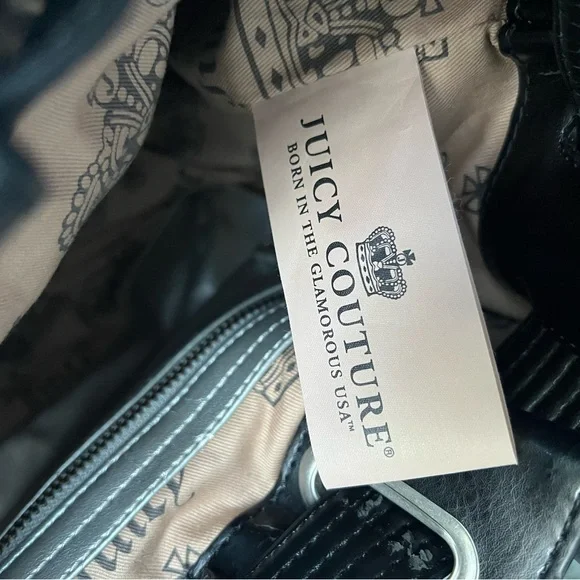 JUICY COUTURE®
BORN IN THE GLAMOROUS USA™